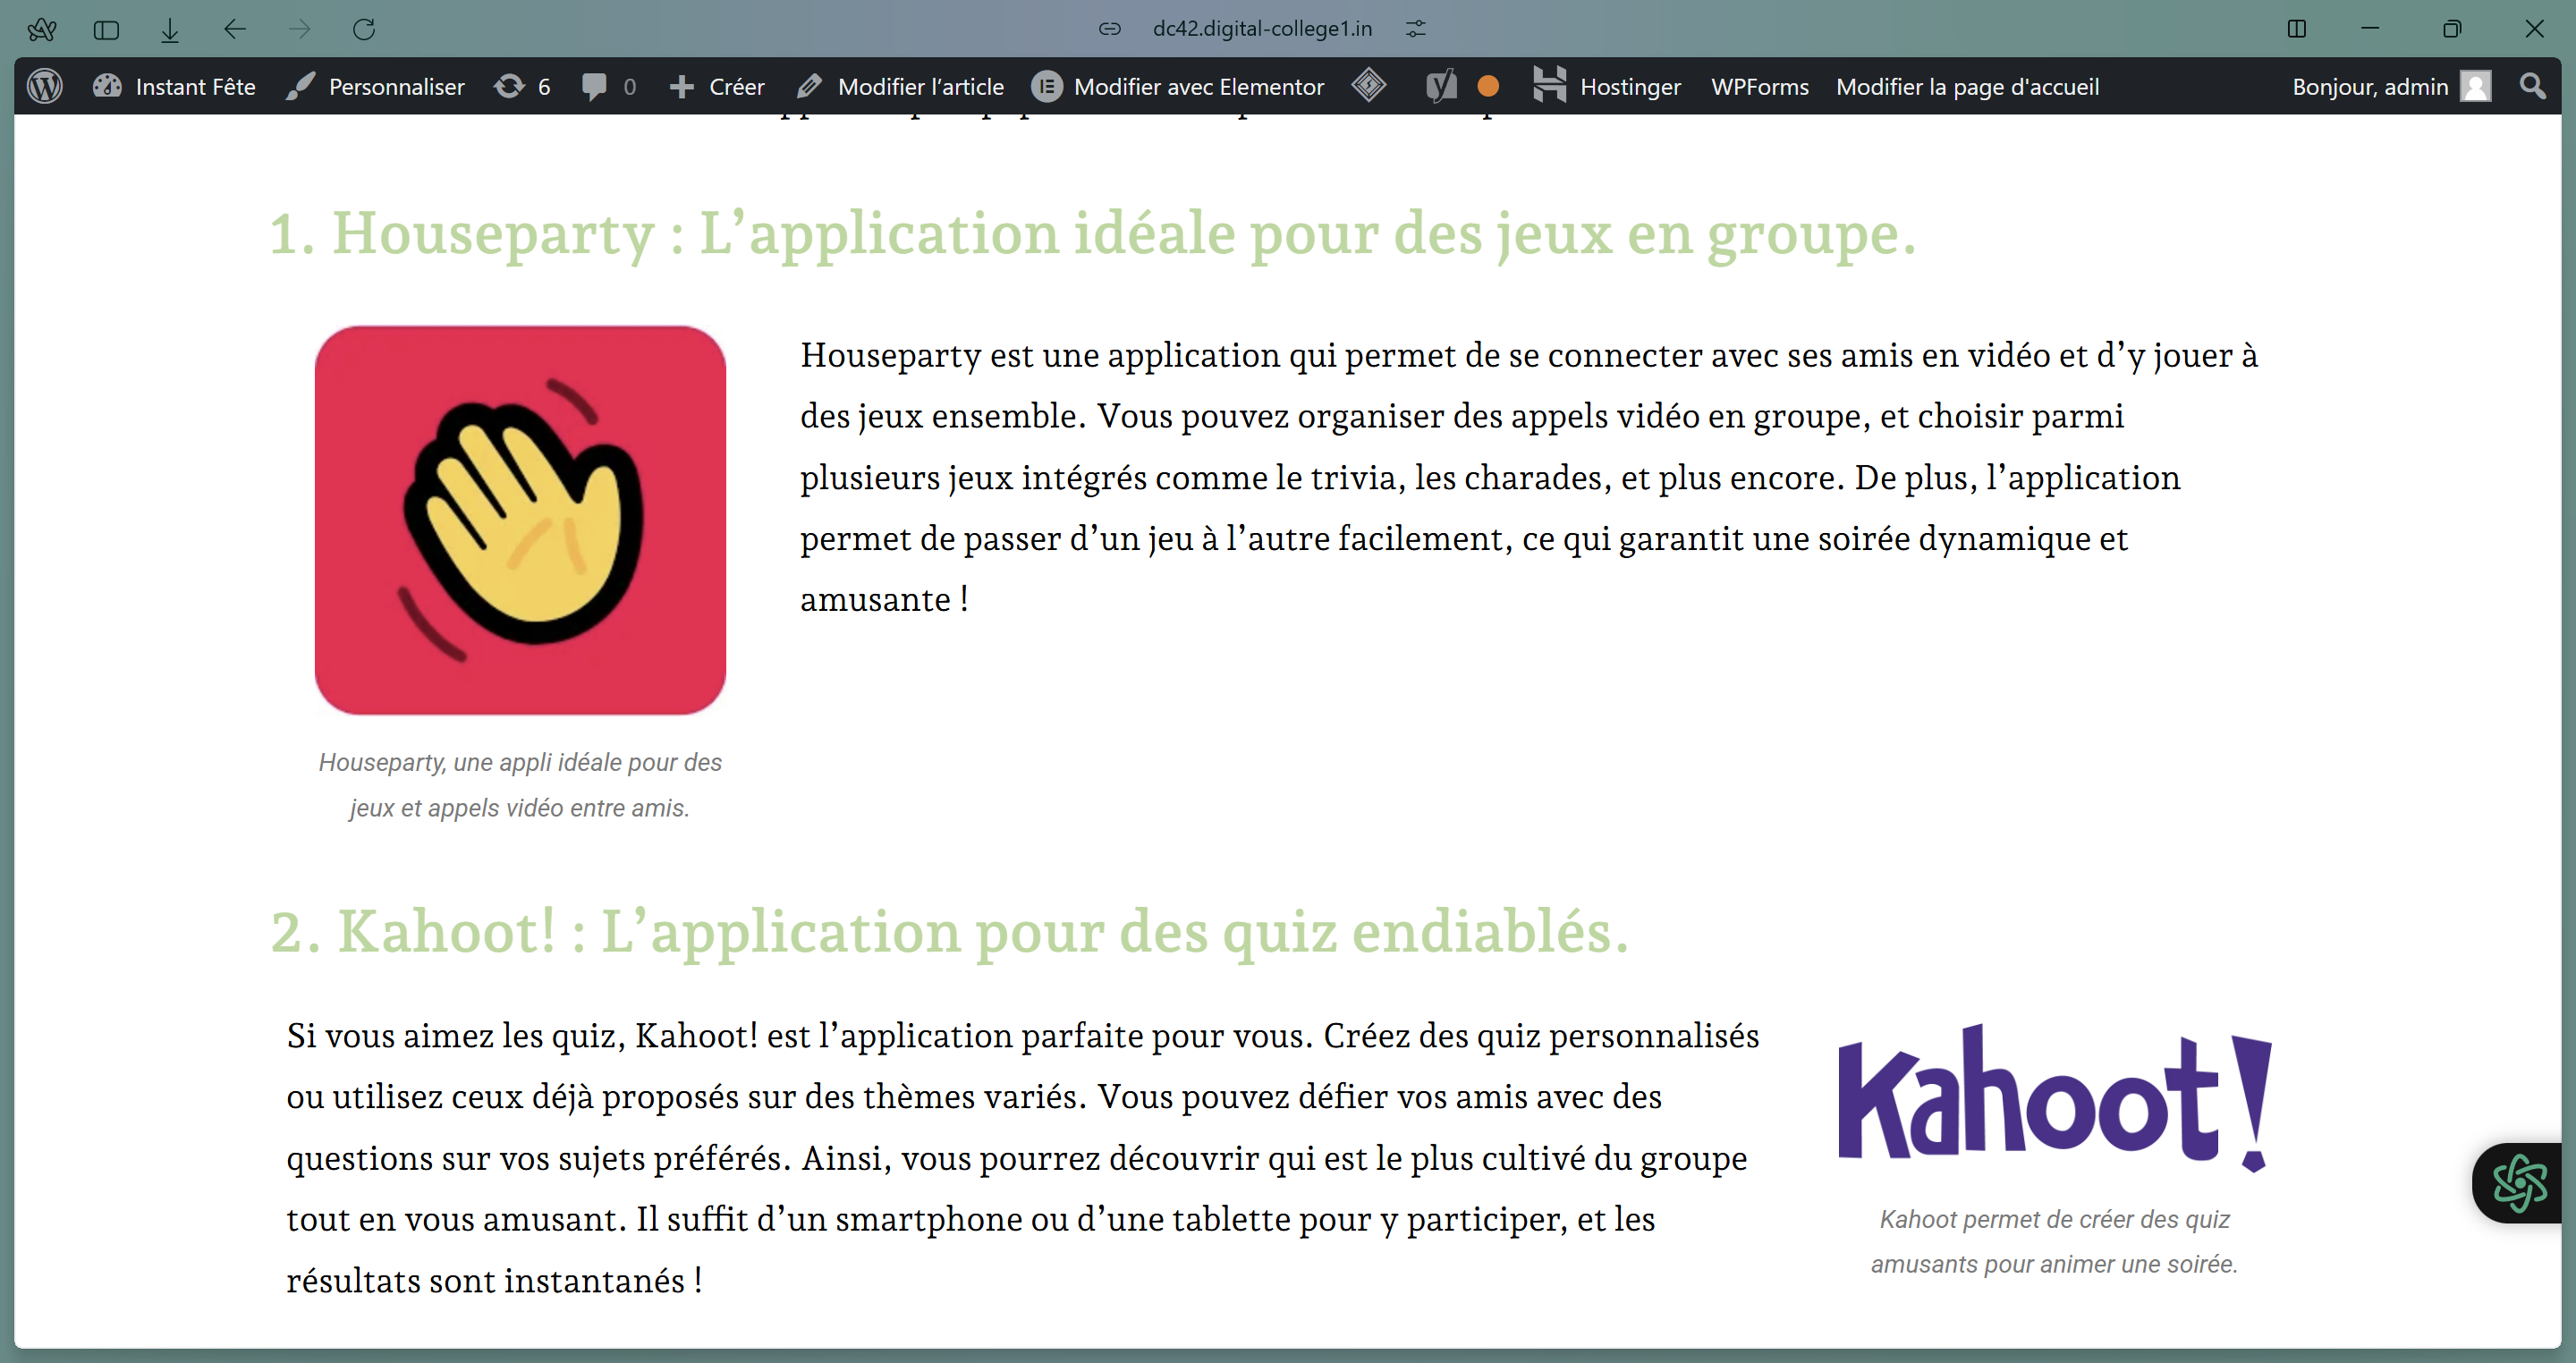 dc42.digital-college1.in
Instant Fête Personnaliser 6 0 Créer Modifier l’article Modifier avec Elementor Hostinger WPForms Modifier la page d'accueil Bonjour, admin
1. Houseparty : L’application idéale pour des jeux en groupe.
Houseparty est une application qui permet de se connecter avec ses amis en vidéo et d’y jouer à
des jeux ensemble. Vous pouvez organiser des appels vidéo en groupe, et choisir parmi
plusieurs jeux intégrés comme le trivia, les charades, et plus encore. De plus, l’application
permet de passer d’un jeu à l’autre facilement, ce qui garantit une soirée dynamique et
amusante !
Houseparty, une appli idéale pour des
jeux et appels vidéo entre amis.
2. Kahoot! : L’application pour des quiz endiablés.
Si vous aimez les quiz, Kahoot! est l’application parfaite pour vous. Créez des quiz personnalisés
ou utilisez ceux déjà proposés sur des thèmes variés. Vous pouvez défier vos amis avec des
questions sur vos sujets préférés. Ainsi, vous pourrez découvrir qui est le plus cultivé du groupe
tout en vous amusant. Il suffit d’un smartphone ou d’une tablette pour y participer, et les
résultats sont instantanés !
Kahoot!
Kahoot permet de créer des quiz
amusants pour animer une soirée.